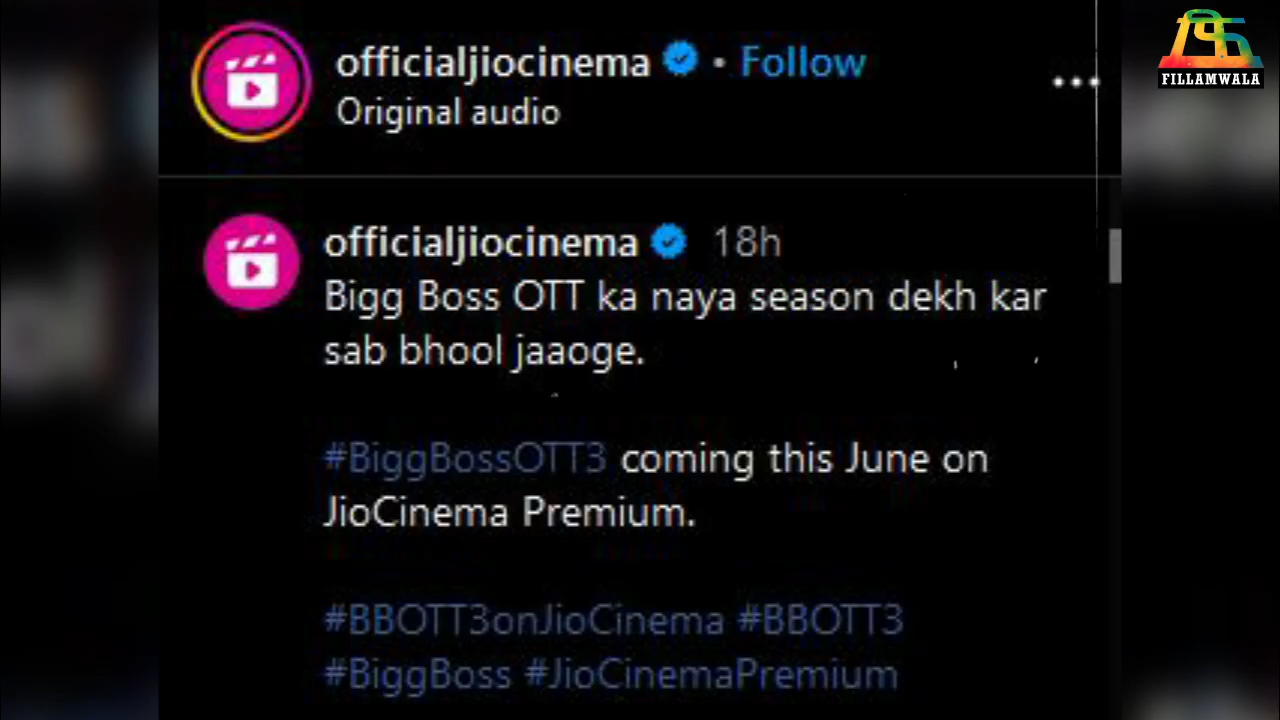 officialjiocinema • Follow
Original audio
FILLAMWALA
officialjiocinema 18h
Bigg Boss OTT ka naya season dekh kar
sab bhool jaaoge.
#BiggBossOTT3 coming this June on
JioCinema Premium.
#BBOTT3onJioCinema #BBOTT3
#BiggBoss #JioCinemaPremium